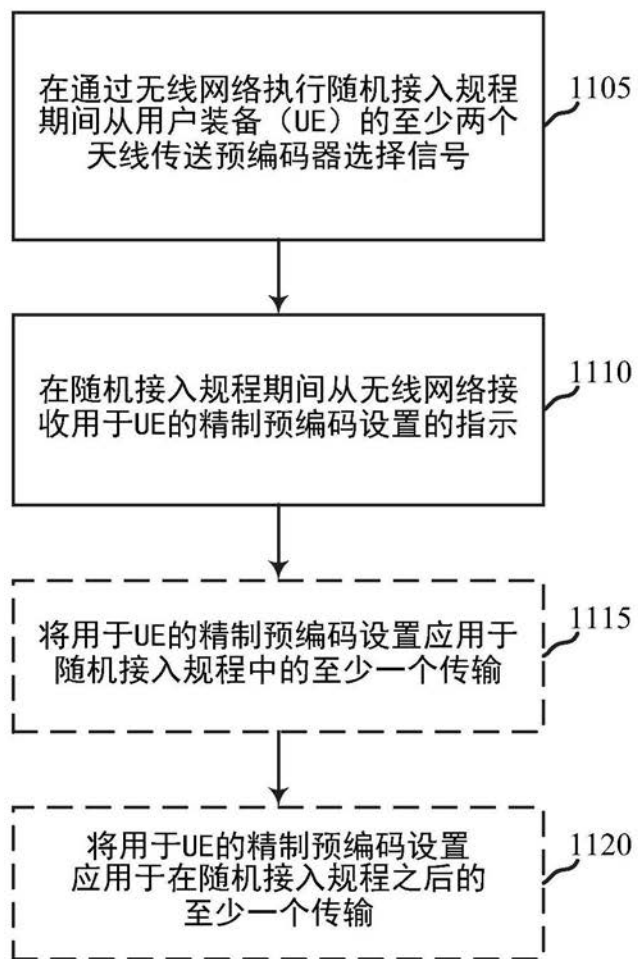 在通过无线网络执行随机接入规程
期间从用户装备（UE）的至少两个
天线传送预编码器选择信号
1105
在随机接入规程期间从无线网络接
收用于UE的精制预编码设置的指示
1110
将用于UE的精制预编码设置应用于
随机接入规程中的至少一个传输
1115
将用于UE的精制预编码设置
应用于在随机接入规程之后的
至少一个传输
1120